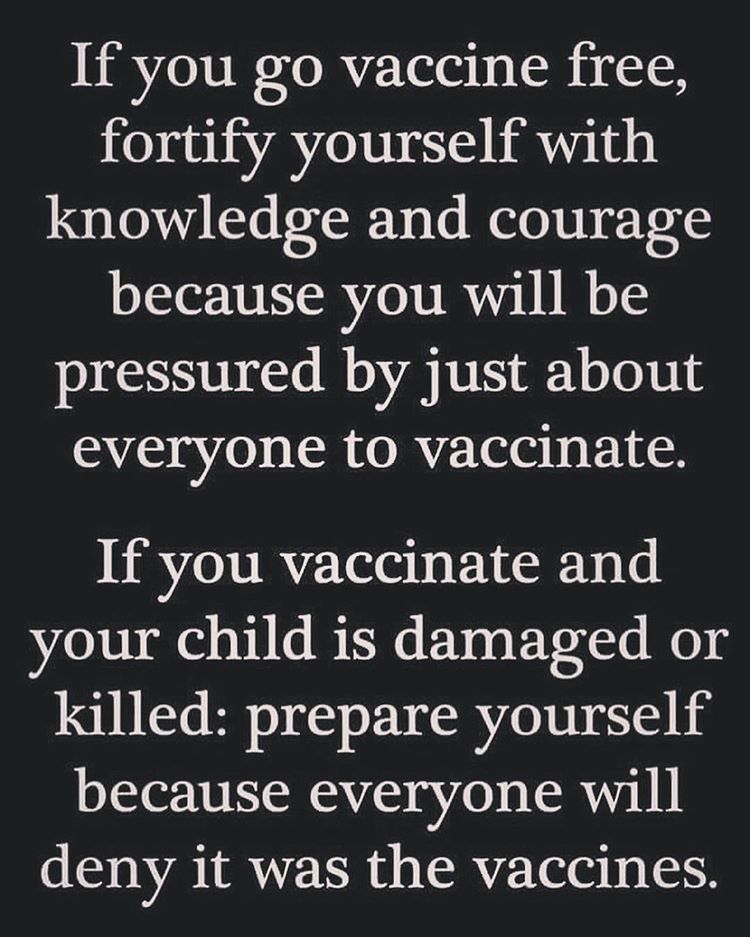 If you go vaccine free,
fortify yourself with
knowledge and courage
because you will be
pressured by just about
everyone to vaccinate.
If you vaccinate and
your child is damaged or
killed: prepare yourself
because everyone will
deny it was the vaccines.